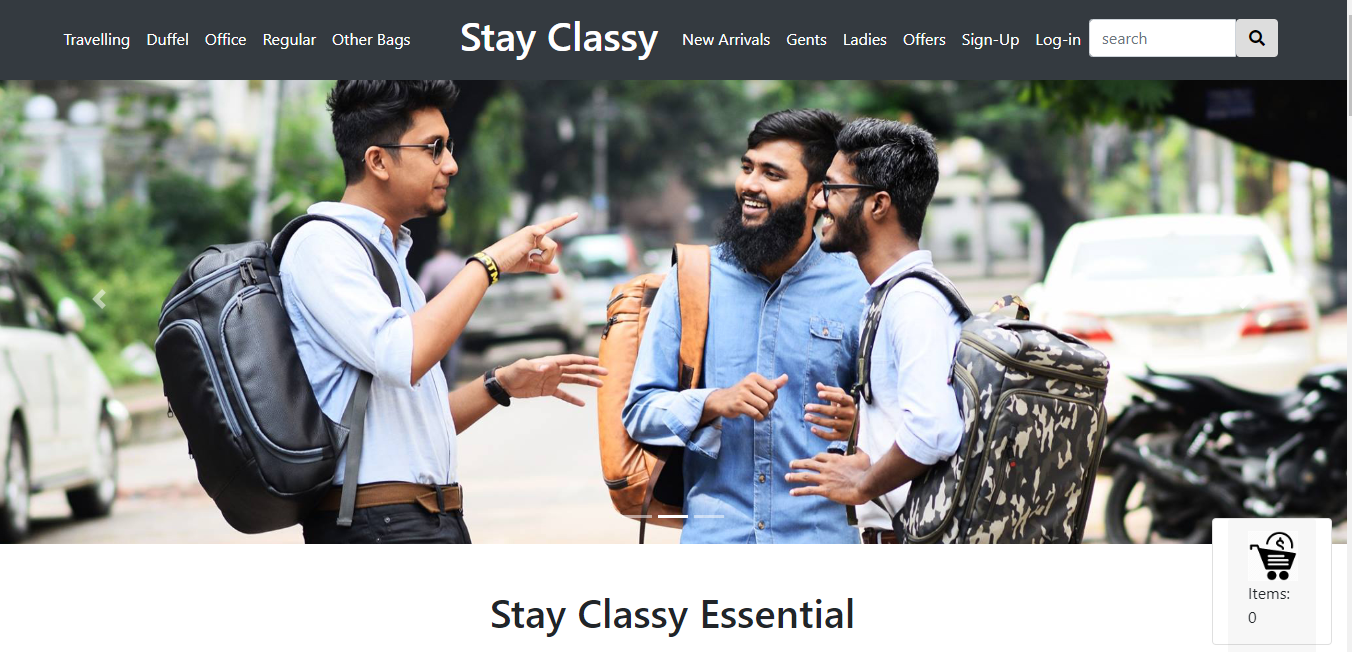 Travelling Duffel Office Regular Other Bags Stay Classy New Arrivals Gents Ladies Offers Sign-Up Log-in search
Stay Classy Essential
Items:
0